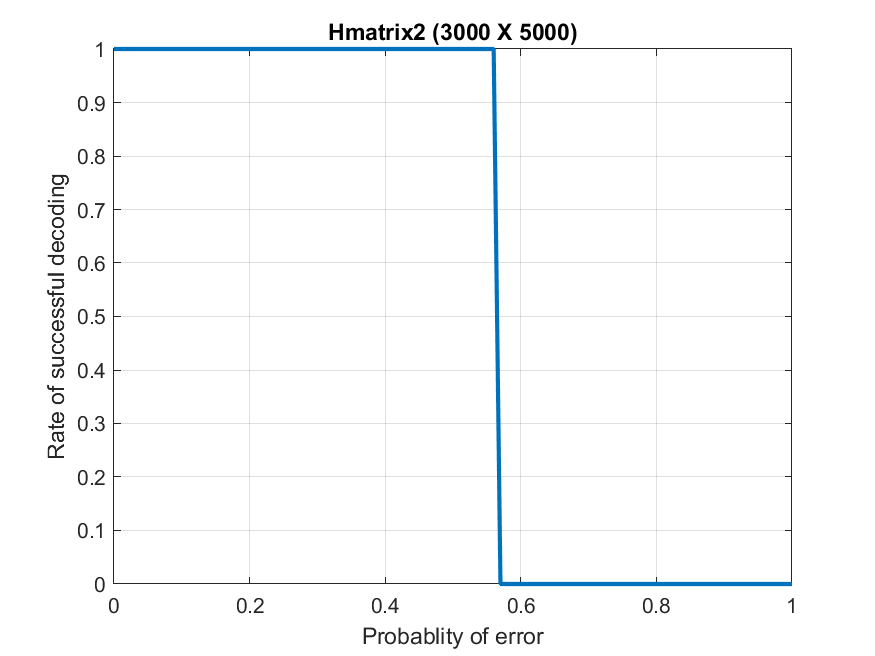 Hmatrix2 (3000 X 5000)
1
0.9
0.8
0.7
0.6
0.5
0.4
0.3
0.2
0.1
0
Rate of successful decoding
0 0.2 0.4 0.6 0.8 1
Probablity of error